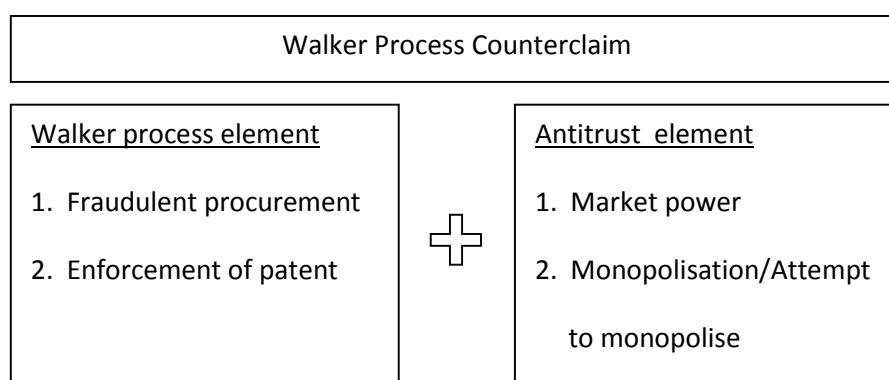 Walker Process Counterclaim
Walker process element
1. Fraudulent procurement
2. Enforcement of patent
Antitrust element
1. Market power
2. Monopolisation/Attempt
to monopolise